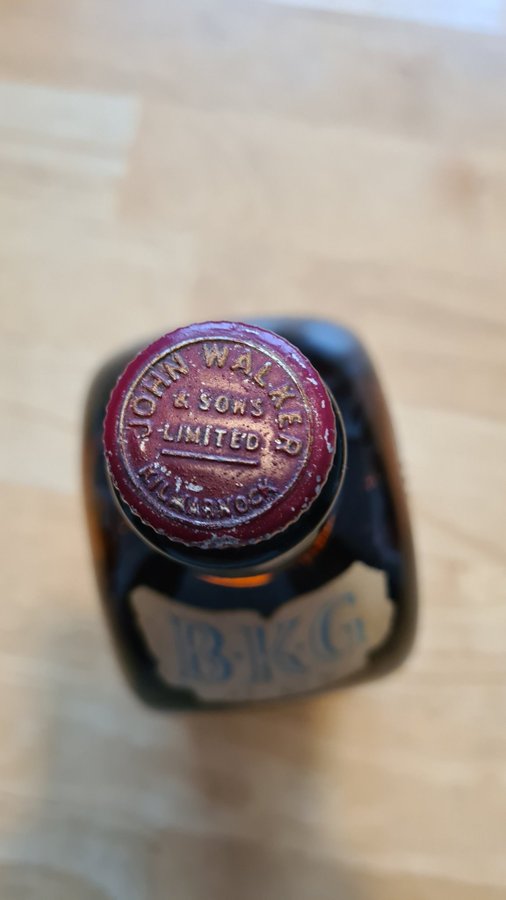 JOHN WALKER
& SONS
LIMITED
KILMARNOCK
B·K·G